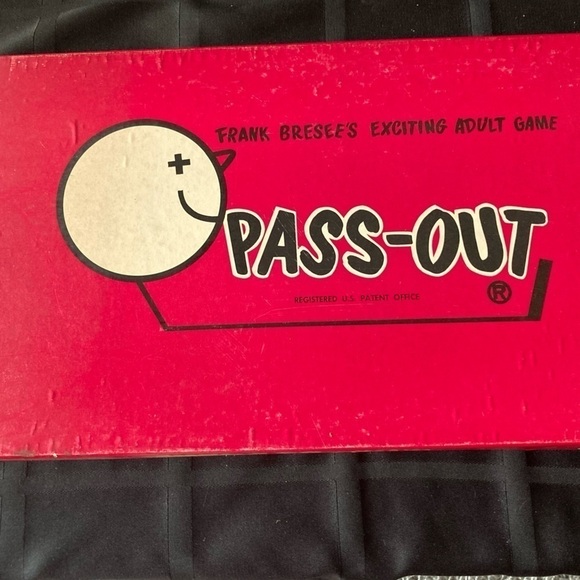 FRANK BRESEE'S EXCITING ADULT GAME
PASS-OUT
REGISTERED U.S. PATENT OFFICE
®